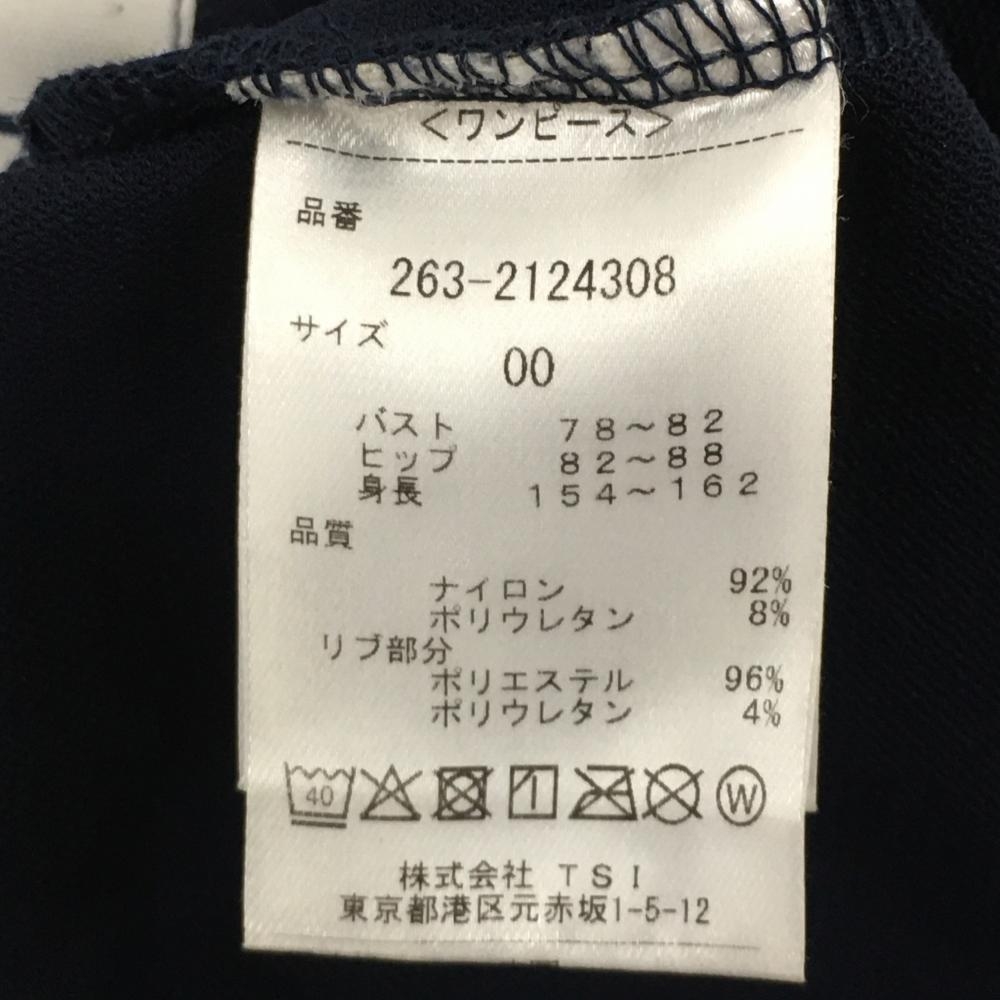 <ワンピース>
品番
263-2124308
サイズ
00
バスト 78～82
ヒップ 82～88
身長 154～162
品質
ナイロン 92%
ポリウレタン 8%
リブ部分
ポリエステル 96%
ポリウレタン 4%
40 W
株式会社 TSI
東京都港区元赤坂1-5-12